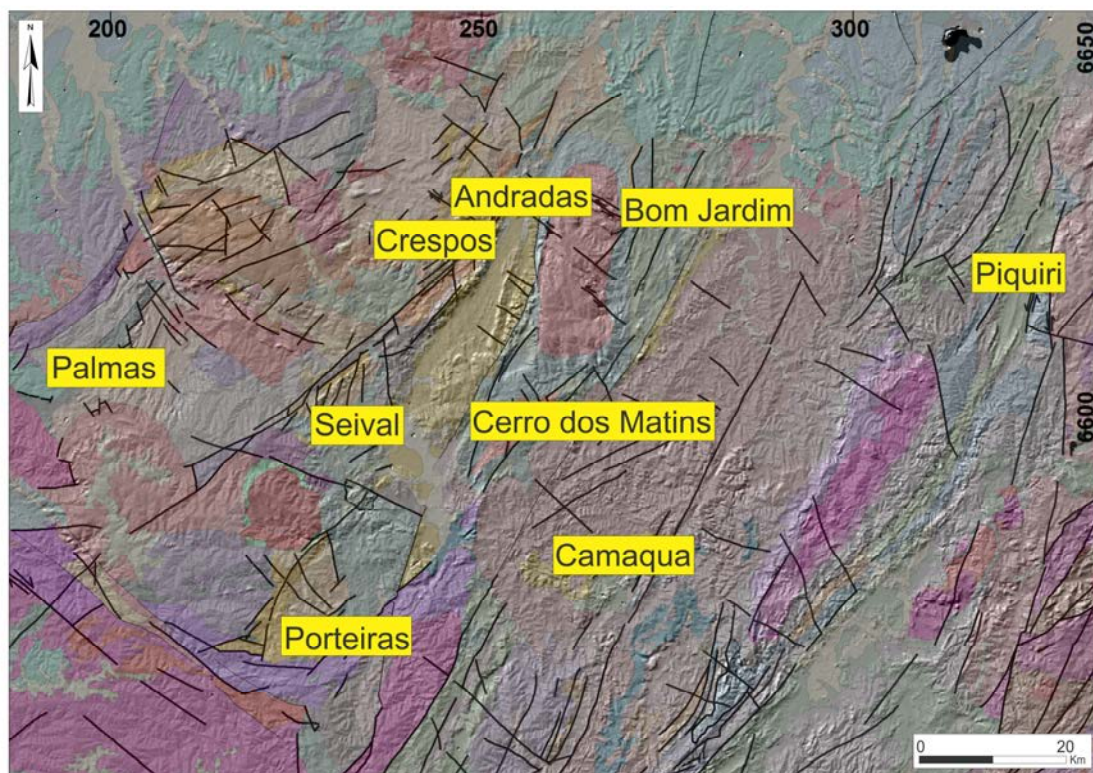 N
200
250
300
6650
Andradas
Bom Jardim
Crespos
Piquiri
Palmas
Seival
Cerro dos Matins
6600
Camaqua
Porteiras
0 20
Km